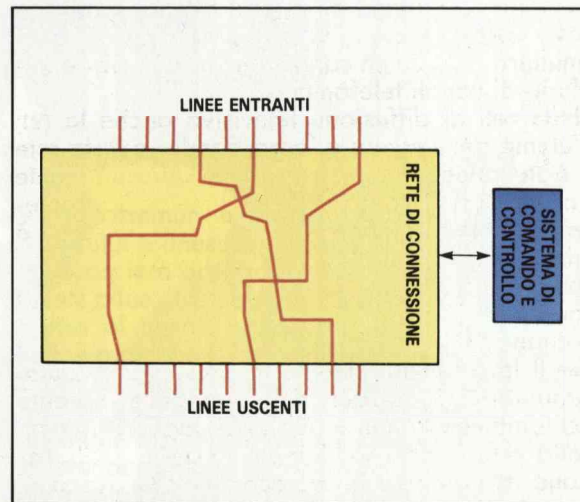 LINEE ENTRANTI
RETE DI CONNESSIONE
SISTEMA DI
COMANDO E
CONTROLLO
LINEE USCENTI